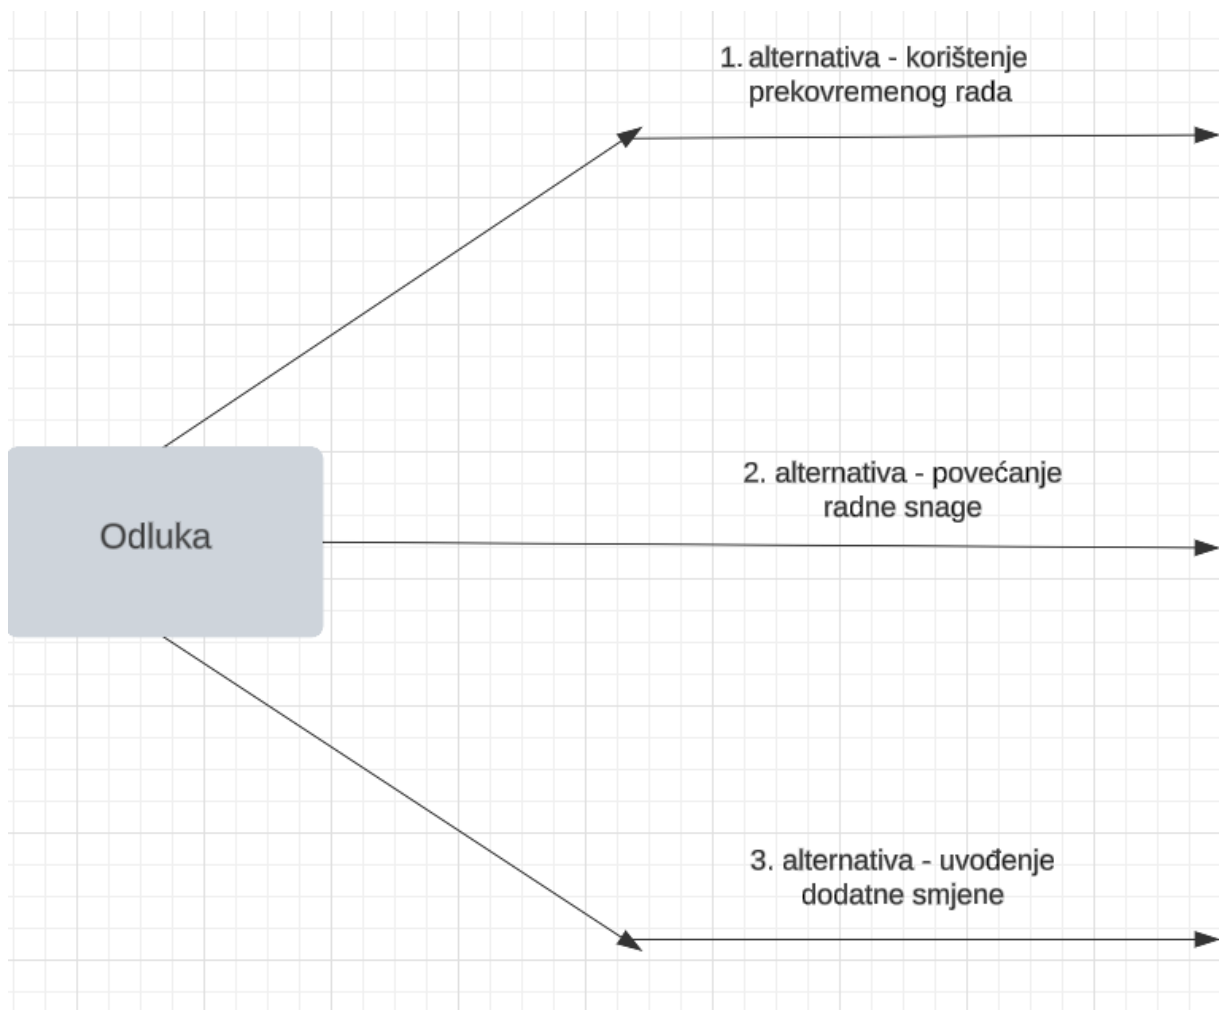 1. alternativa - korištenje
prekovremenog rada
Odluka
2. alternativa - povećanje
radne snage
3. alternativa - uvođenje
dodatne smjene